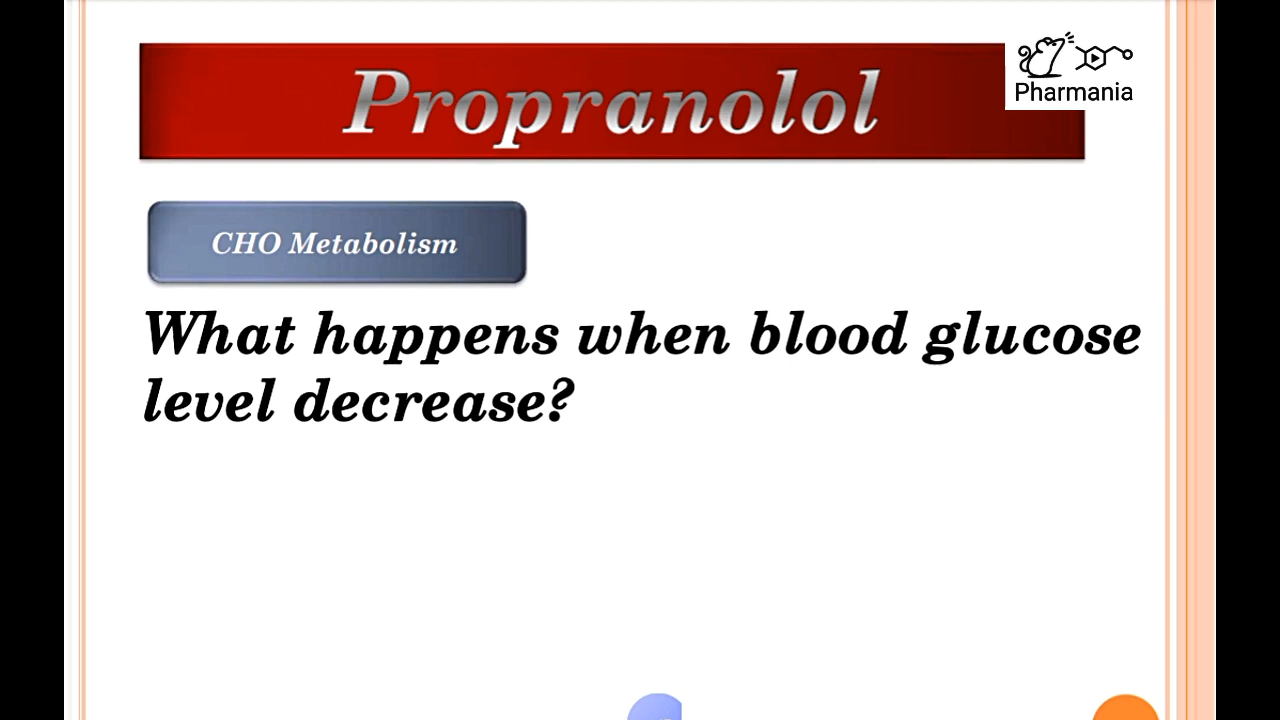 Propranolol
Pharmania
CHO Metabolism
What happens when blood glucose
level decrease?